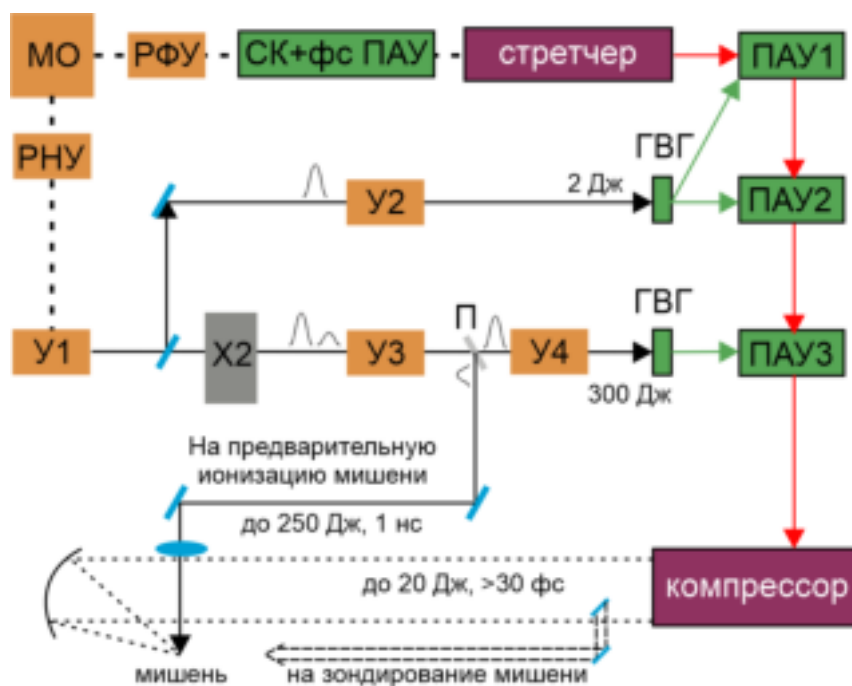 МО
РФУ
СК+фс ПАУ
стретчер
ПАУ1
РНУ
ГВГ
2 Дж
У2
ПАУ2
ГВГ
П
У1
Х2
У3
У4
ПАУ3
300 Дж
На предварительную
ионизацию мишени
до 250 Дж, 1 нс
до 20 Дж, >30 фс
компрессор
мишень
на зондирование мишени